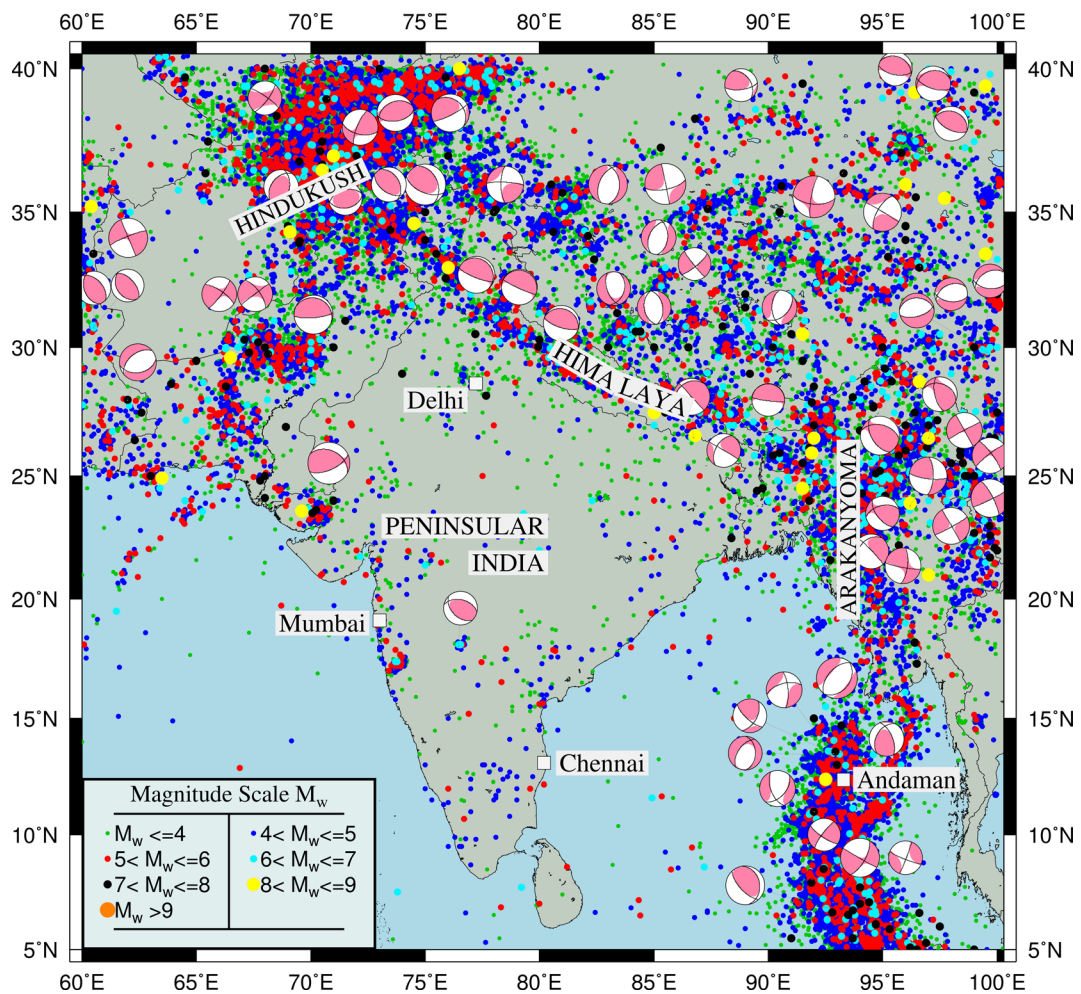 60˚E 65˚E 70˚E 75˚E 80˚E 85˚E 90˚E 95˚E 100˚E
40˚N 40˚N
HINDUKUSH
35˚N 35˚N
30˚N 30˚N
HIMA LAYA
Delhi
25˚N 25˚N
ARAKANYOMA
PENINSULAR
INDIA
20˚N 20˚N
Mumbai
15˚N 15˚N
Chennai
Andaman
10˚N 10˚N
Magnitude Scale Mw
Mw <=4 4< Mw<=5
5< Mw<=6 6< Mw<=7
7< Mw<=8 8< Mw<=9
Mw >9
5˚N 5˚N
60˚E 65˚E 70˚E 75˚E 80˚E 85˚E 90˚E 95˚E 100˚E